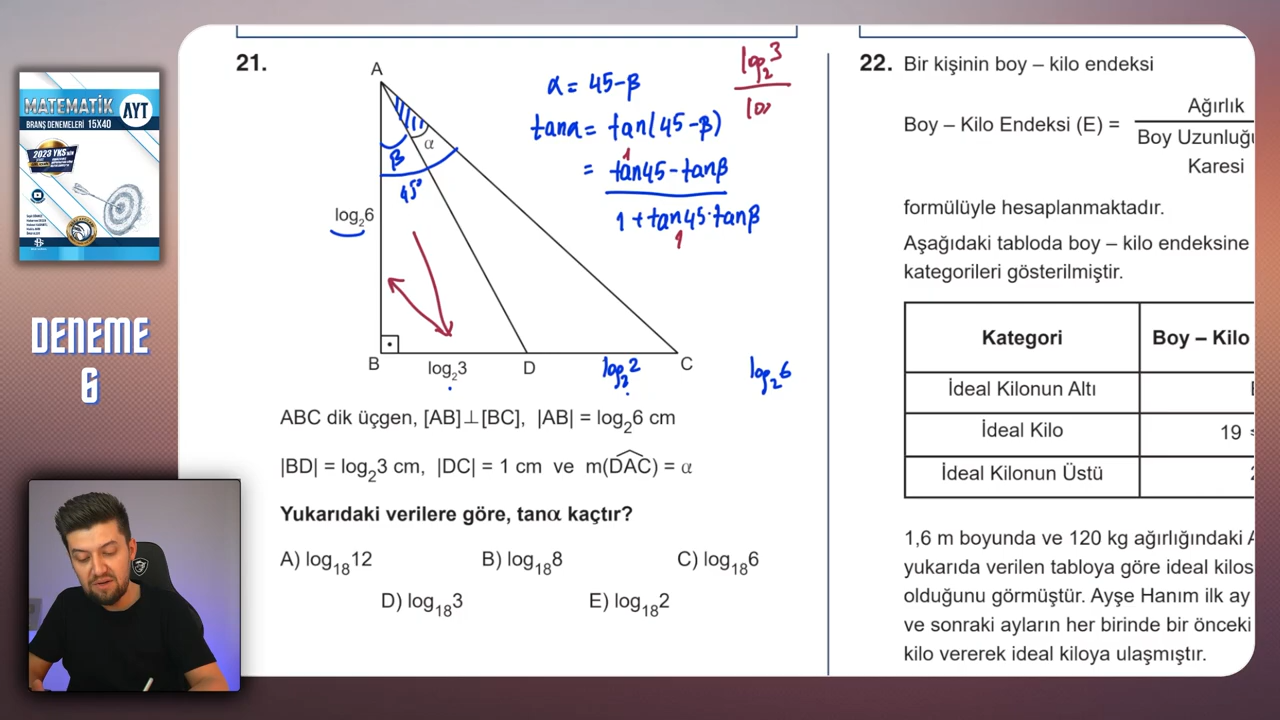 MATEMATİK AYT
BRANŞ DENEMELERİ 15X40
2023 YKS'NİN
DENEME
6
21.
A
α = 45-β
tanα = tan(45-β)
= tan45 - tanβ
1 + tan45·tanβ
1
1
log₂3
log
β
α
45°
log₂6
B
log₂3
D
log₂2
C
log₂6
ABC dik üçgen, [AB]⊥[BC], |AB| = log₂6 cm
|BD| = log₂3 cm, |DC| = 1 cm ve m(DAC) = α
Yukarıdaki verilere göre, tanα kaçtır?
A) log₁₈12 B) log₁₈8 C) log₁₈6
D) log₁₈3 E) log₁₈2
22. Bir kişinin boy – kilo endeksi
Boy – Kilo Endeksi (E) =
Ağırlık
Boy Uzunluğu
Karesi
formülüyle hesaplanmaktadır.
Aşağıdaki tabloda boy – kilo endeksine
kategorileri gösterilmiştir.
Kategori Boy – Kilo
İdeal Kilonun Altı
İdeal Kilo 19
İdeal Kilonun Üstü
1,6 m boyunda ve 120 kg ağırlığındaki A
yukarıda verilen tabloya göre ideal kilos
olduğunu görmüştür. Ayşe Hanım ilk ay
ve sonraki ayların her birinde bir önceki
kilo vererek ideal kiloya ulaşmıştır.